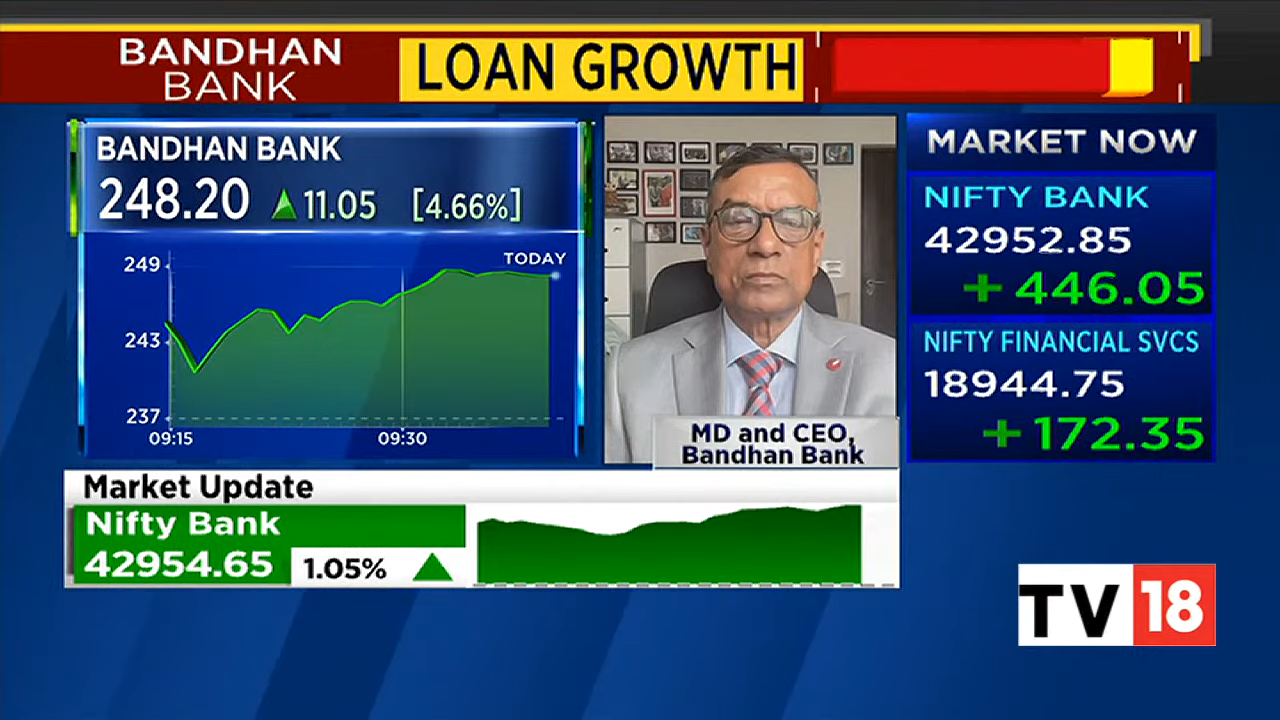 BANDHAN
BANK
LOAN GROWTH
BANDHAN BANK
248.20 ▲ 11.05 [4.66%]
TODAY
249
243
237
09:15 09:30
MD and CEO,
Bandhan Bank
MARKET NOW
NIFTY BANK
42952.85
+ 446.05
NIFTY FINANCIAL SVCS
18944.75
+ 172.35
Market Update
Nifty Bank
42954.65 1.05% ▲
TV18